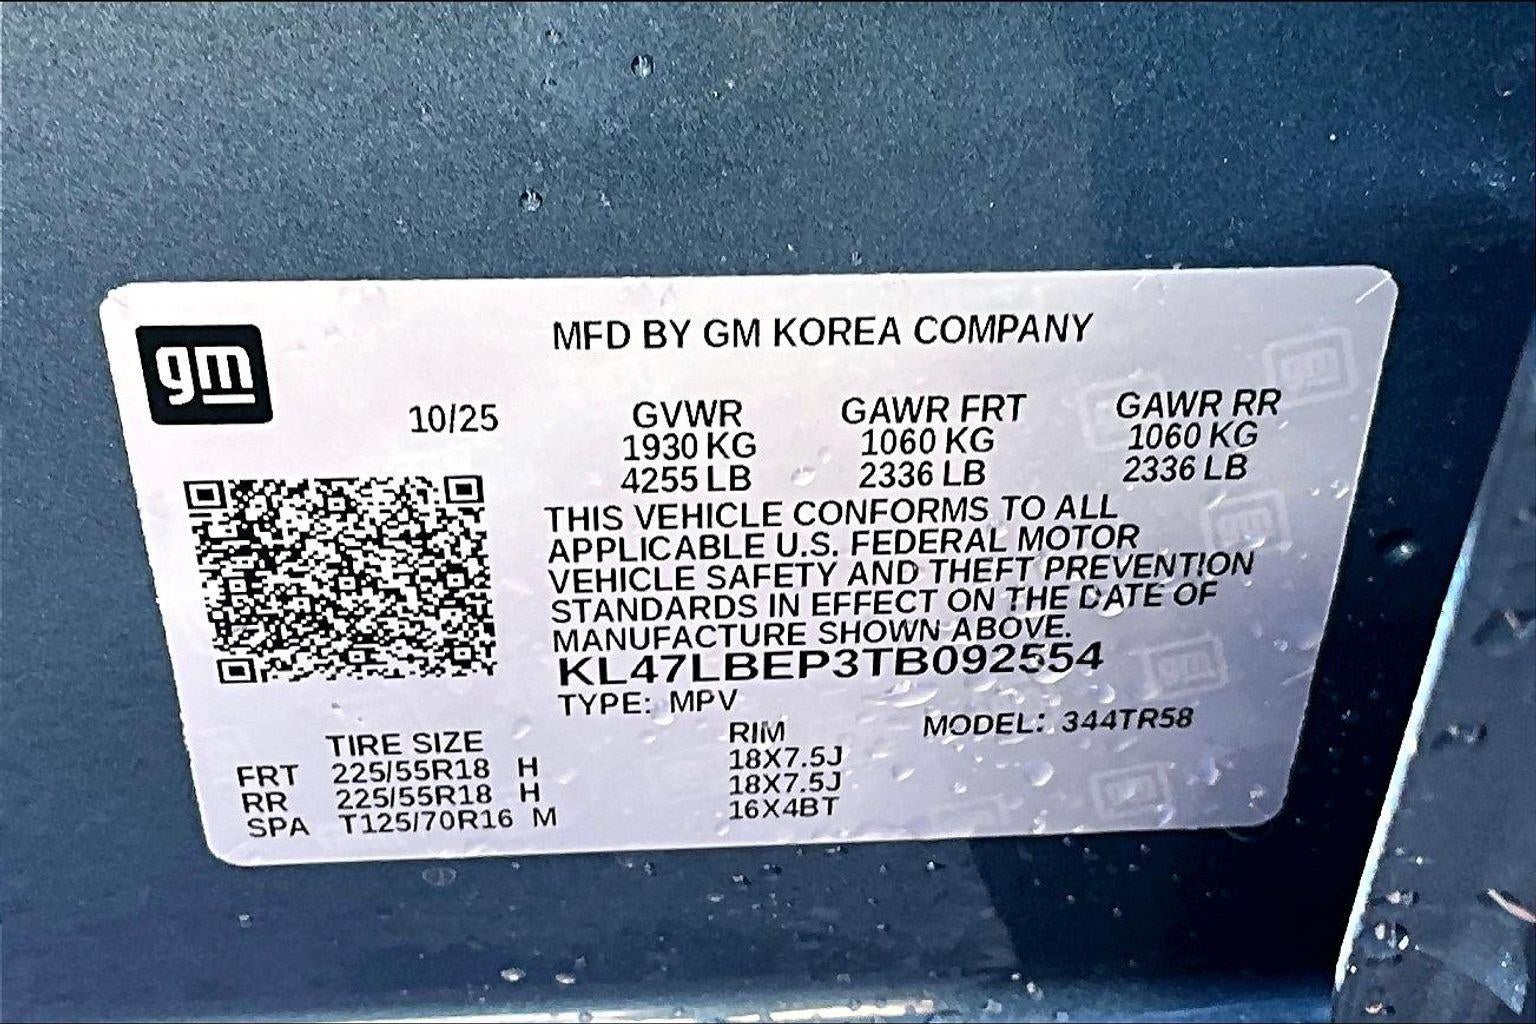 gm
MFD BY GM KOREA COMPANY
10/25
GVWR GAWR FRT GAWR RR
1930 KG 1060 KG 1060 KG
4255 LB 2336 LB 2336 LB
THIS VEHICLE CONFORMS TO ALL
APPLICABLE U.S. FEDERAL MOTOR
VEHICLE SAFETY AND THEFT PREVENTION
STANDARDS IN EFFECT ON THE DATE OF
MANUFACTURE SHOWN ABOVE.
KL47LBEP3TB092554
TYPE: MPV
MODEL: 344TR58
TIRE SIZE RIM
FRT 225/55R18 H 18X7.5J
RR 225/55R18 H 18X7.5J
SPA T125/70R16 M 16X4BT